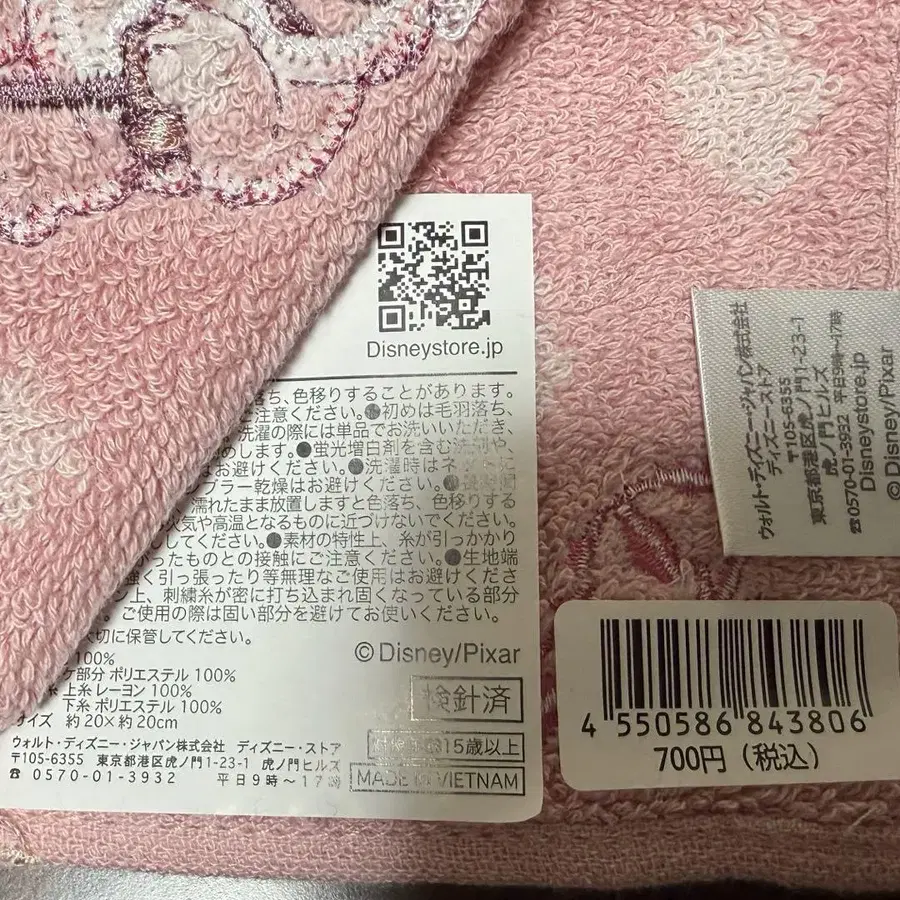 Disneystore.jp
落ち、色移りすることがあります。
ご注意ください。●初めは毛羽落ち、
洗濯の際には単品でお洗いいただき、
めします。●蛍光増白剤を含む洗剤や、
はお避けください。●洗濯時はネットに
ンブラー乾燥はお避けください。
濡れたまま放置しますと色落ち、色移りする
火気や高温となるものに近づけないでください。
してください。●素材の特性上、糸が引っかかり
ったものとの接触にご注意ください。●生地端
強く引っ張ったり等無理なご使用はお避けくださ
上、刺繍糸が密に打ち込まれ固くなっている部分
ご使用の際は固い部分を避けてお使いください。
大切に保管してください。
©Disney/Pixar
100%
ケ部分 ポリエステル 100%
上糸 レーヨン 100%
下糸 ポリエステル 100%
サイズ 約20×約20cm
検針済
ウォルト・ディズニー・ジャパン株式会社 ディズニー・ストア
〒105-6355 東京都港区虎ノ門1-23-1 虎ノ門ヒルズ
☎0570-01-3932 平日9時〜17時
15歳以上
MADE IN VIETNAM
ウォルト・ディズニー・ジャパン株式会社
ディズニーストア
〒105-6355
東京都港区虎ノ門1-23-1
虎ノ門ヒルズ
☎0570-01-3932 平日9時〜17時
Disneystore.jp
©Disney/Pixar
4 550586 843806
700円（税込）